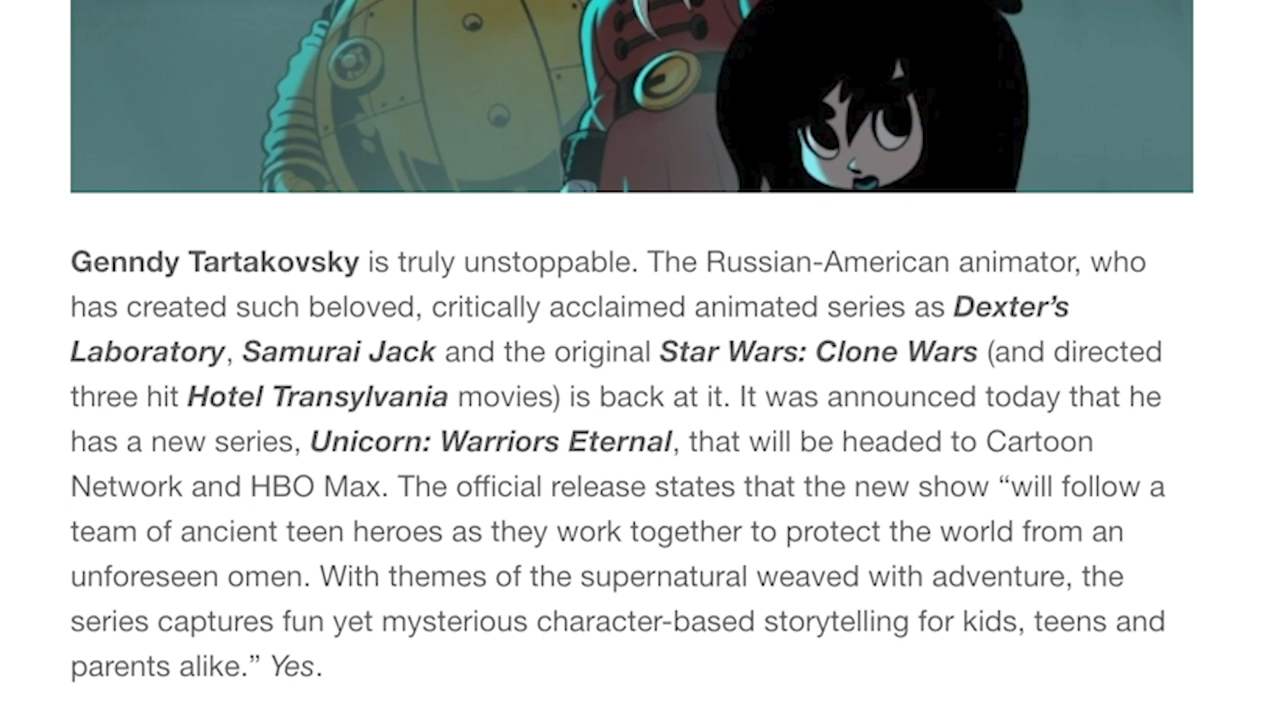 Genndy Tartakovsky is truly unstoppable. The Russian-American animator, who
has created such beloved, critically acclaimed animated series as Dexter’s
Laboratory, Samurai Jack and the original Star Wars: Clone Wars (and directed
three hit Hotel Transylvania movies) is back at it. It was announced today that he
has a new series, Unicorn: Warriors Eternal, that will be headed to Cartoon
Network and HBO Max. The official release states that the new show “will follow a
team of ancient teen heroes as they work together to protect the world from an
unforeseen omen. With themes of the supernatural weaved with adventure, the
series captures fun yet mysterious character-based storytelling for kids, teens and
parents alike.” Yes.